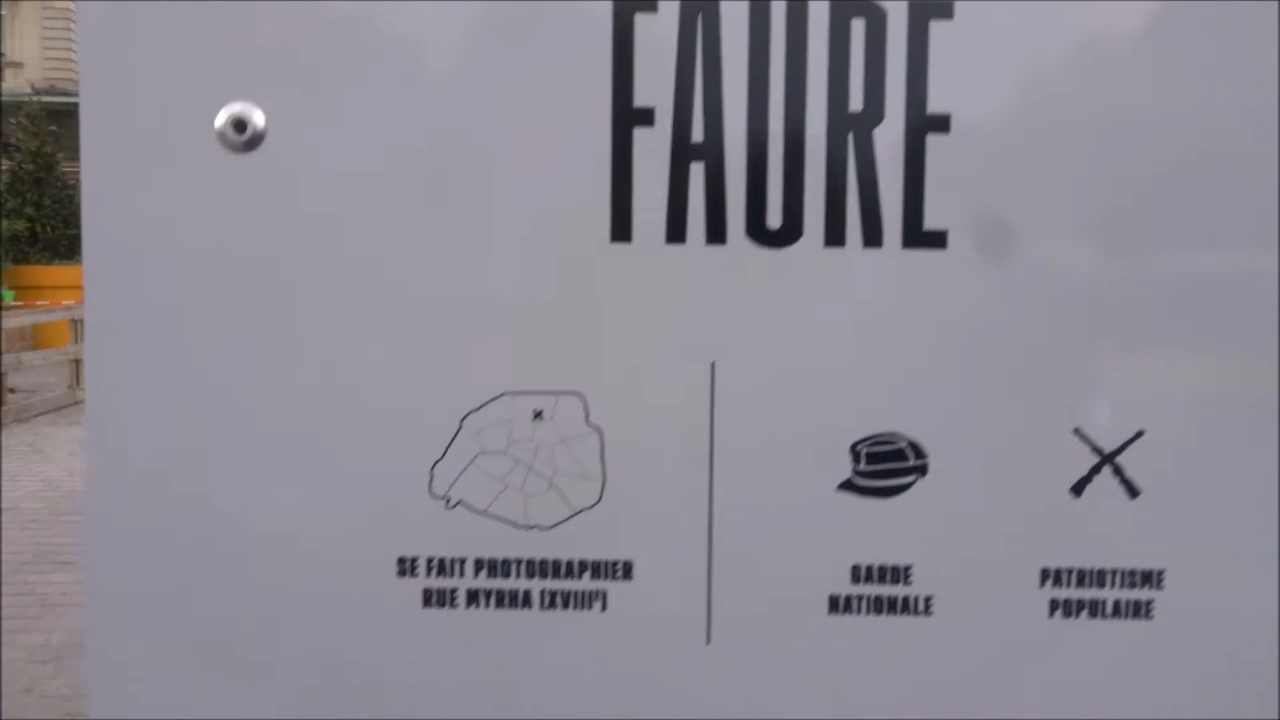 FAURE
SE FAIT PHOTOGRAPHIER
RUE MYRHA (XVIIIᵉ)
GARDE
NATIONALE
PATRIOTISME
POPULAIRE